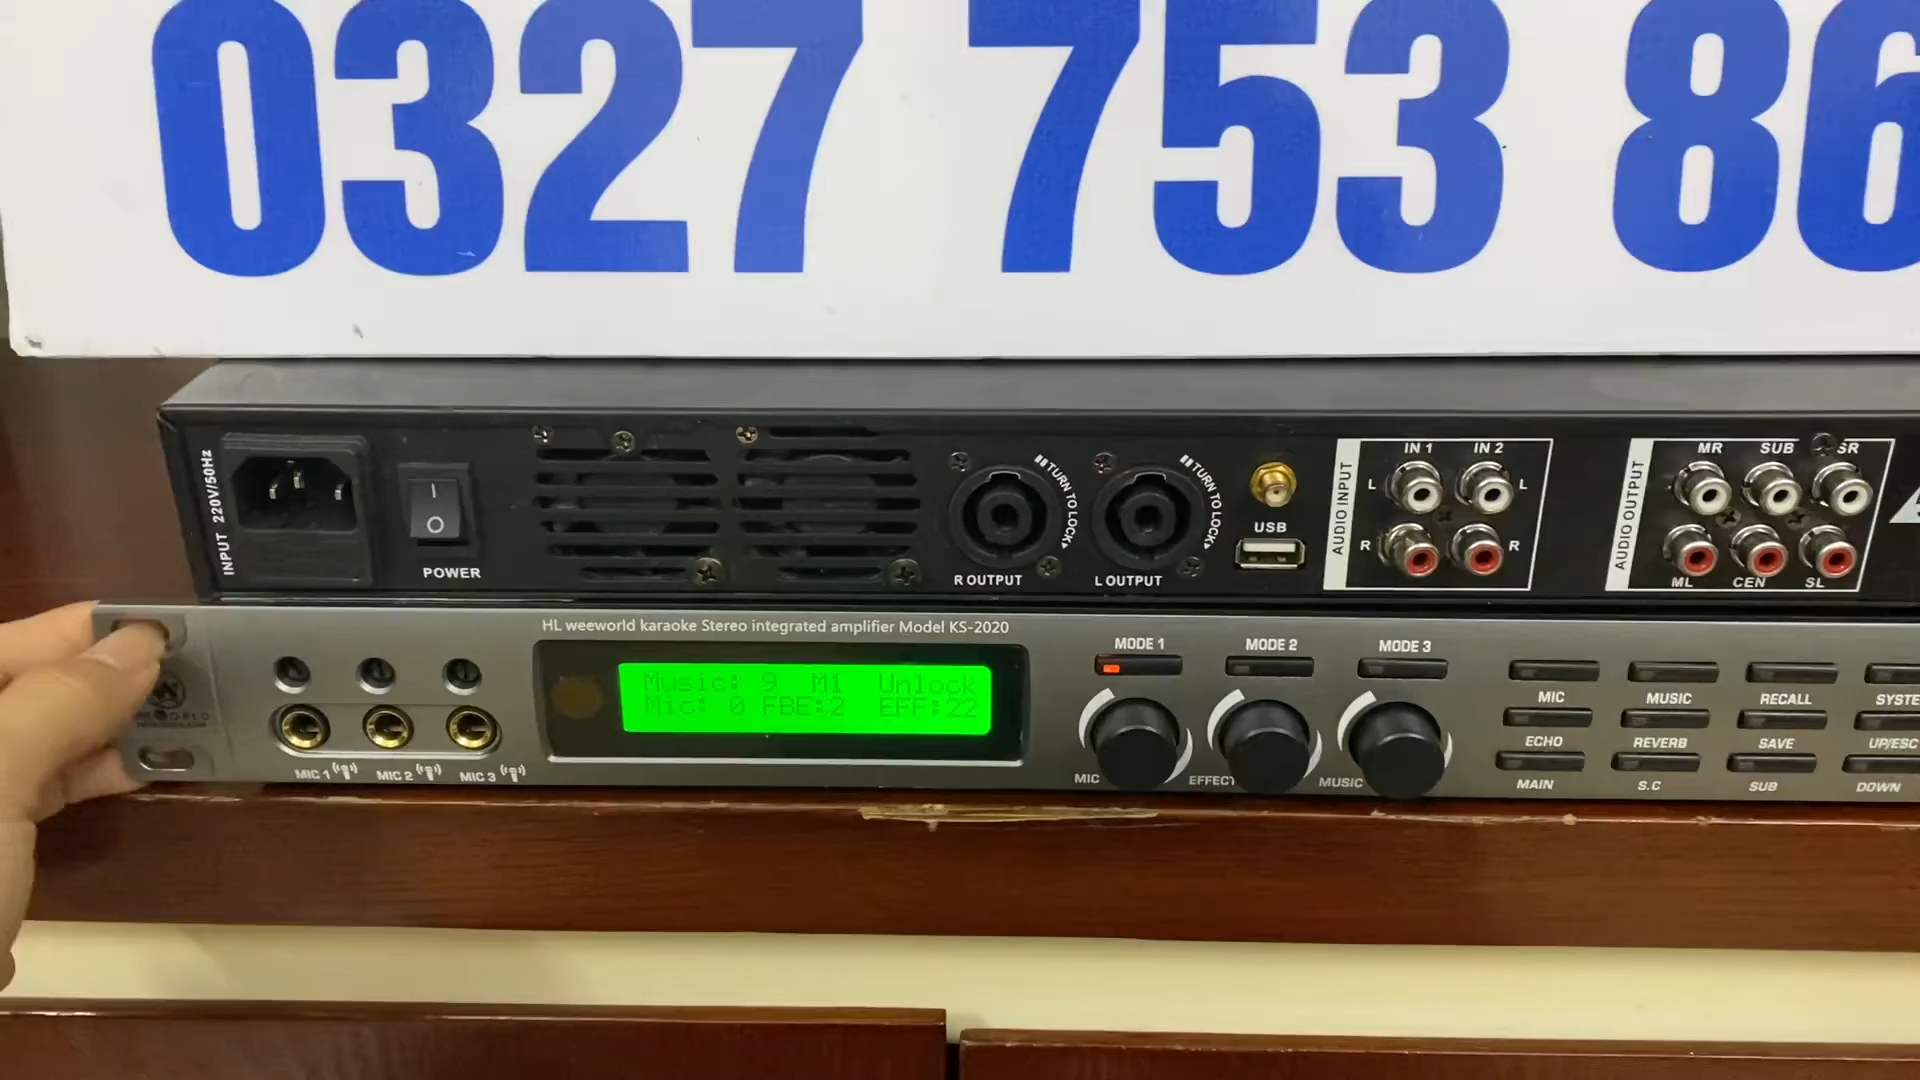 0327 753 86
INPUT 220V/50Hz
POWER
R OUTPUT
TURN TO LOCK
L OUTPUT
TURN TO LOCK
USB
AUDIO INPUT
IN 1 IN 2
L L
R R
AUDIO OUTPUT
MR SUB SR
ML CEN SL
HL weeworld karaoke Stereo integrated amplifier Model KS-2020
MIC 1 MIC 2 MIC 3
Music: 9 M1 Unlock
Mic: 0 FBE:2 EFF:22
MODE 1 MODE 2 MODE 3
MIC EFFECT MUSIC
MIC MUSIC RECALL SYSTE
ECHO REVERB SAVE UP/ESC
MAIN S.C SUB DOWN